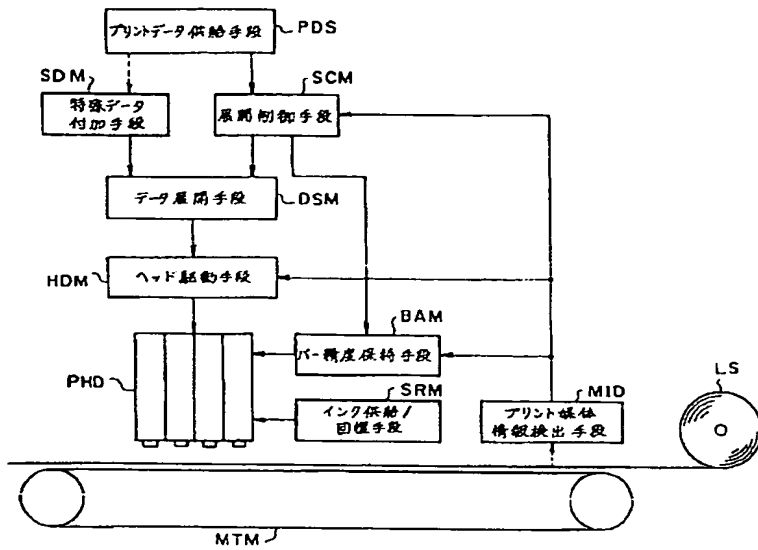 プリントデータ供給手段
PDS
SDM
特殊データ
付加手段
SCM
展開制御手段
データ展開手段
DSM
HDM
ヘッド駆動手段
BAM
バー精度保持手段
PHD
SRM
インク供給/
回復手段
MID
プリント媒体
情報検出手段
LS
MTM